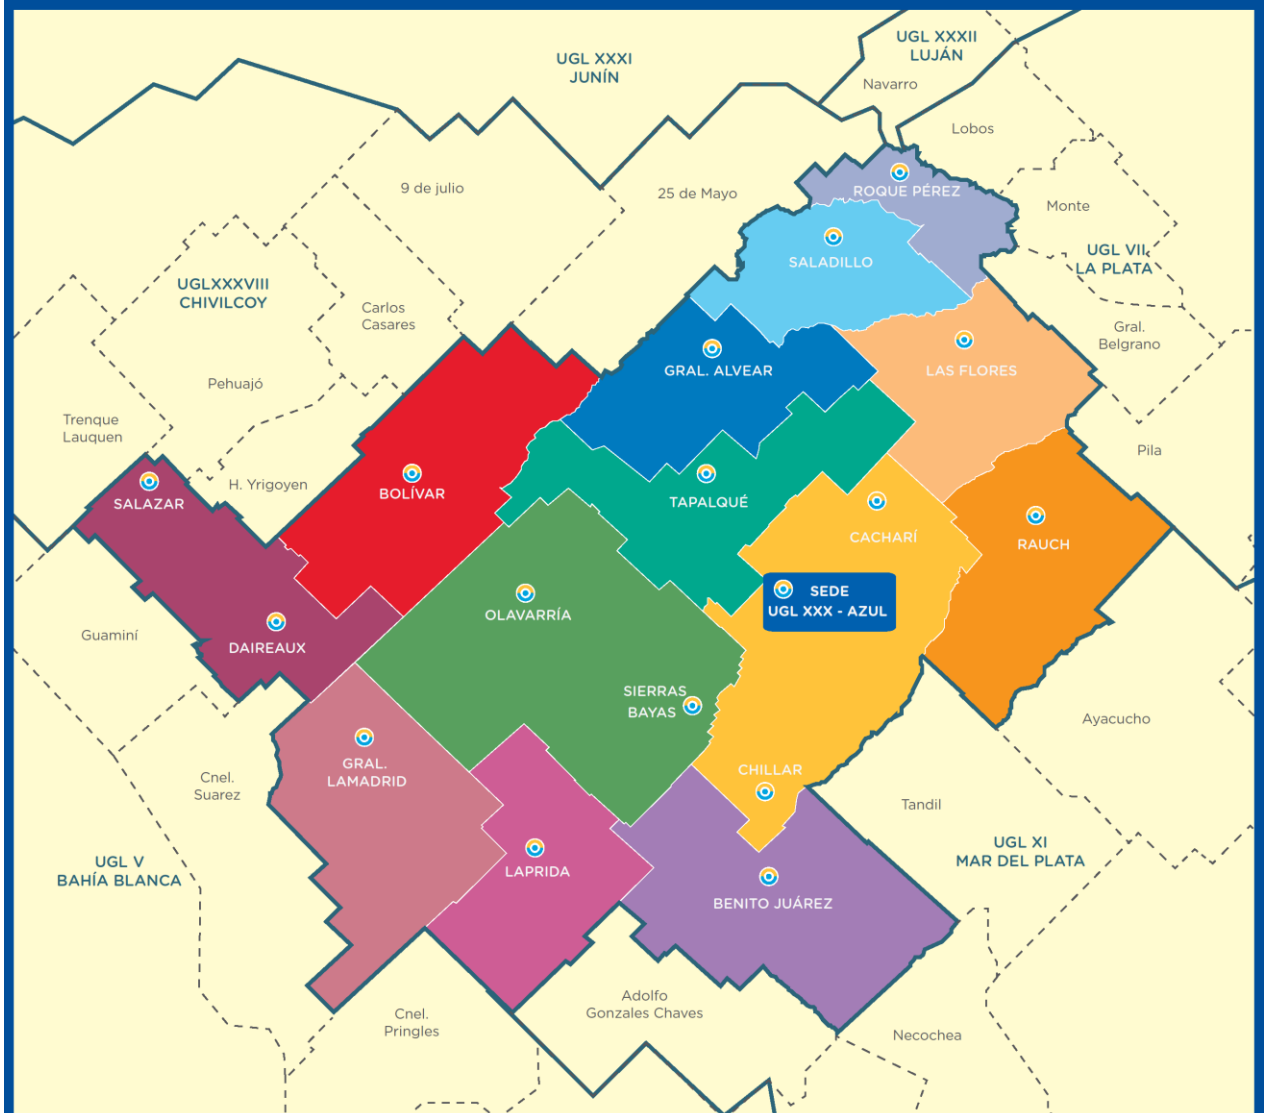 UGL XXXI
JUNÍN
UGL XXXII
LUJÁN
Navarro
Lobos
9 de julio
25 de Mayo
ROQUE PÉREZ
Monte
UGL VII
LA PLATA
SALADILLO
UGLXXXVIII
CHIVILCOY
Carlos
Casares
Gral.
Belgrano
GRAL. ALVEAR
LAS FLORES
Pehuajó
Trenque
Lauquen
Pila
H. Yrigoyen
BOLÍVAR
SALAZAR
TAPALQUÉ
CACHARÍ
RAUCH
SEDE
UGL XXX - AZUL
OLAVARRÍA
Guaminí
DAIREAUX
SIERRAS
BAYAS
Ayacucho
GRAL.
LAMADRID
CHILLAR
Cnel.
Suarez
Tandil
UGL XI
MAR DEL PLATA
UGL V
BAHÍA BLANCA
LAPRIDA
BENITO JUÁREZ
Adolfo
Gonzales Chaves
Cnel.
Pringles
Necochea